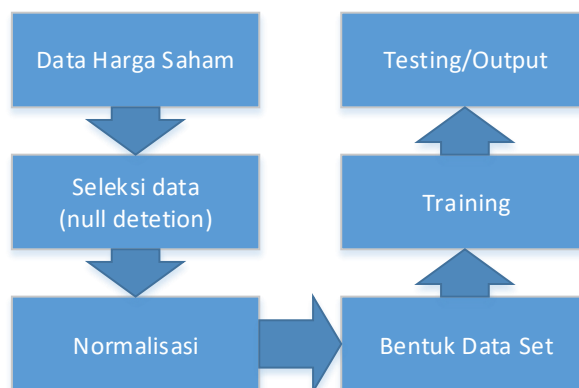 Data Harga Saham
Seleksi data
(null detetion)
Normalisasi
Bentuk Data Set
Training
Testing/Output